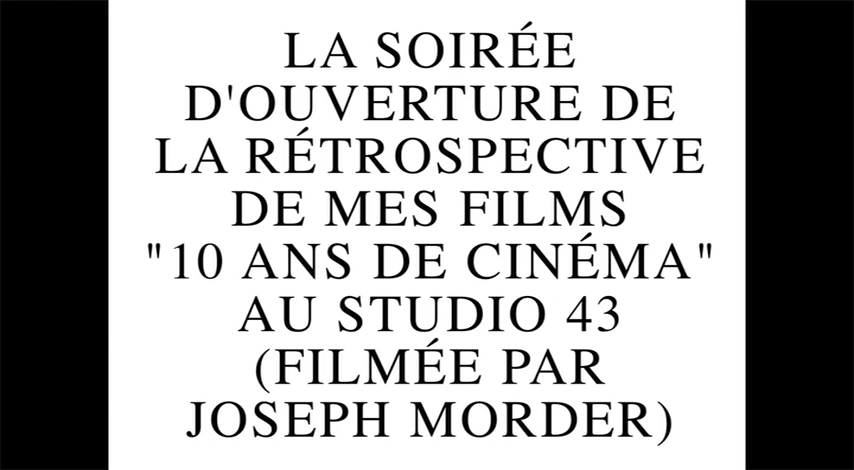 LA SOIRÉE
D'OUVERTURE DE
LA RÉTROSPECTIVE
DE MES FILMS
"10 ANS DE CINÉMA"
AU STUDIO 43
(FILMÉE PAR
JOSEPH MORDER)